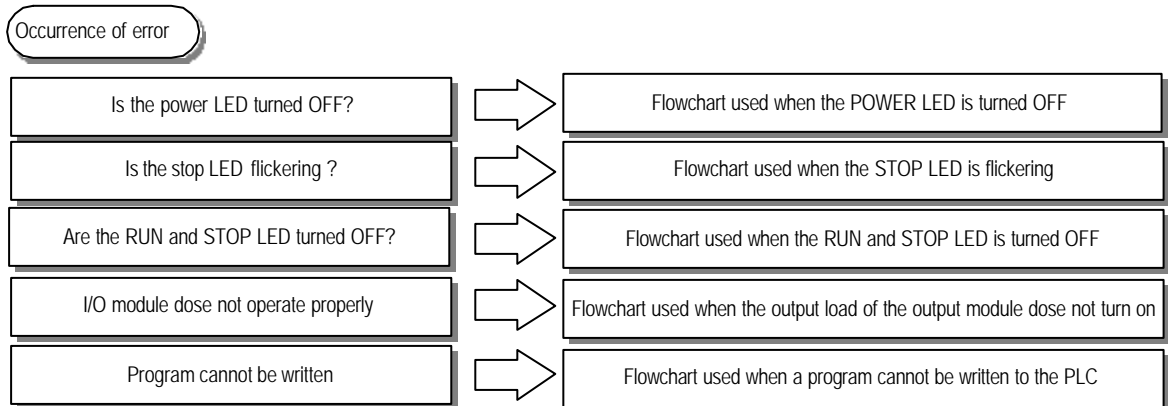 Occurrence of error
Is the power LED turned OFF?
Flowchart used when the POWER LED is turned OFF
Is the stop LED flickering ?
Flowchart used when the STOP LED is flickering
Are the RUN and STOP LED turned OFF?
Flowchart used when the RUN and STOP LED is turned OFF
I/O module dose not operate properly
Flowchart used when the output load of the output module dose not turn on
Program cannot be written
Flowchart used when a program cannot be written to the PLC